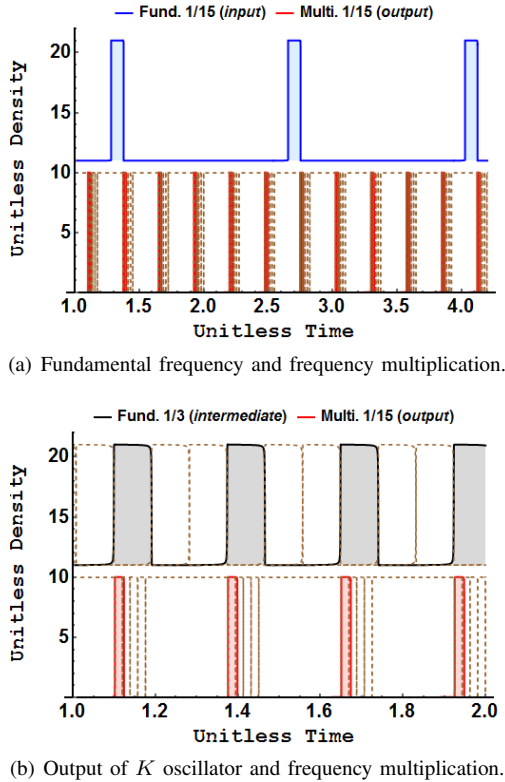 Fund. 1/15 (input) Multi. 1/15 (output)
Unitless Density
20
15
10
5
1.0 1.5 2.0 2.5 3.0 3.5 4.0
Unitless Time
(a) Fundamental frequency and frequency multiplication.
Fund. 1/3 (intermediate) Multi. 1/15 (output)
Unitless Density
20
15
10
5
1.0 1.2 1.4 1.6 1.8 2.0
Unitless Time
(b) Output of K oscillator and frequency multiplication.